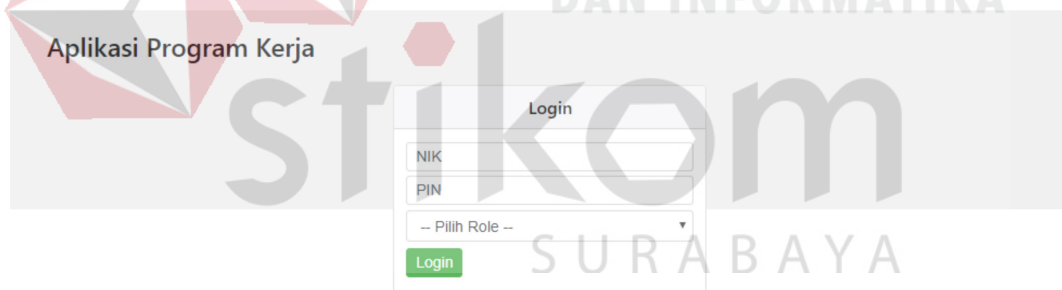 DAN INFORMATIKA
Aplikasi Program Kerja
stikom
Login
NIK
PIN
-- Pilih Role --
Login
SURABAYA